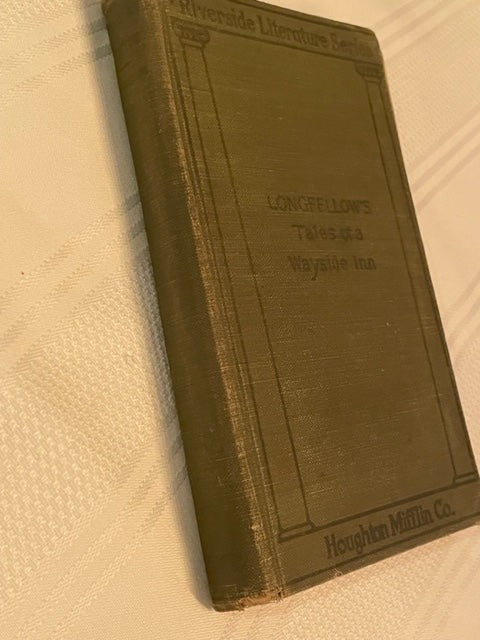 Riverside Literature Series
LONGFELLOW'S
Tales of a
Wayside Inn
Houghton Mifflin Co.